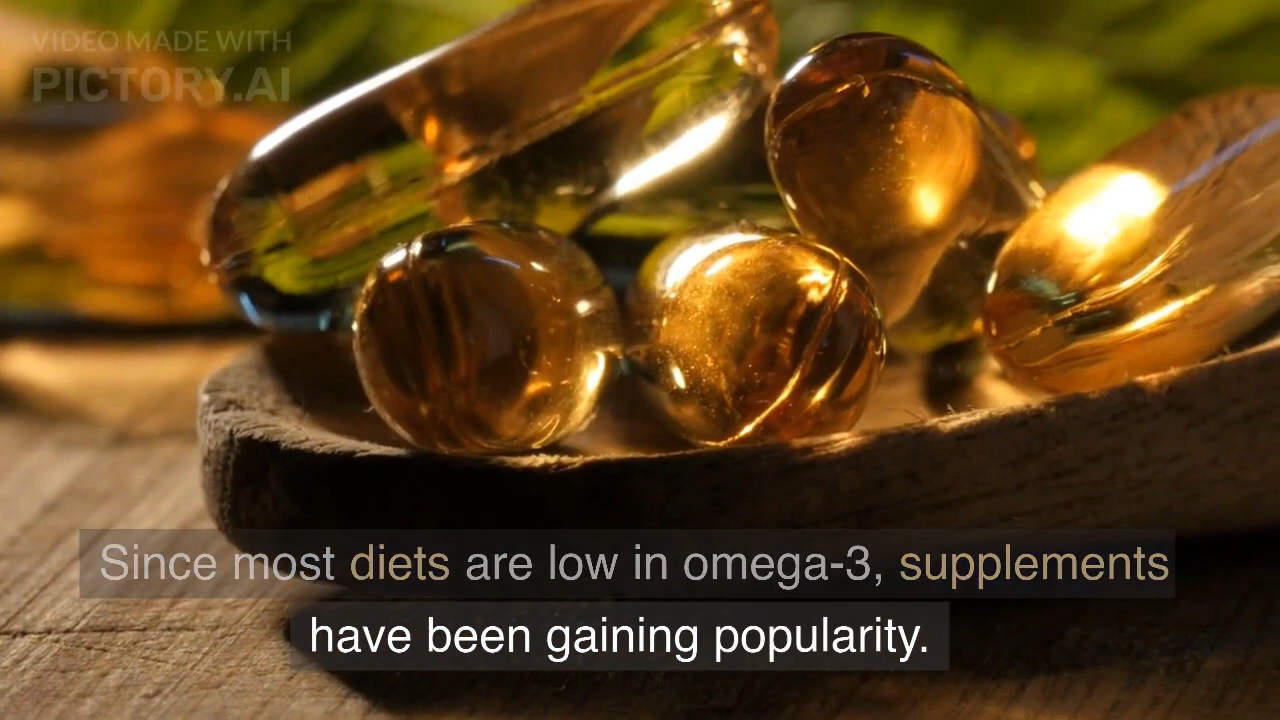 VIDEO MADE WITH
PICTORY.AI
Since most diets are low in omega-3, supplements
have been gaining popularity.